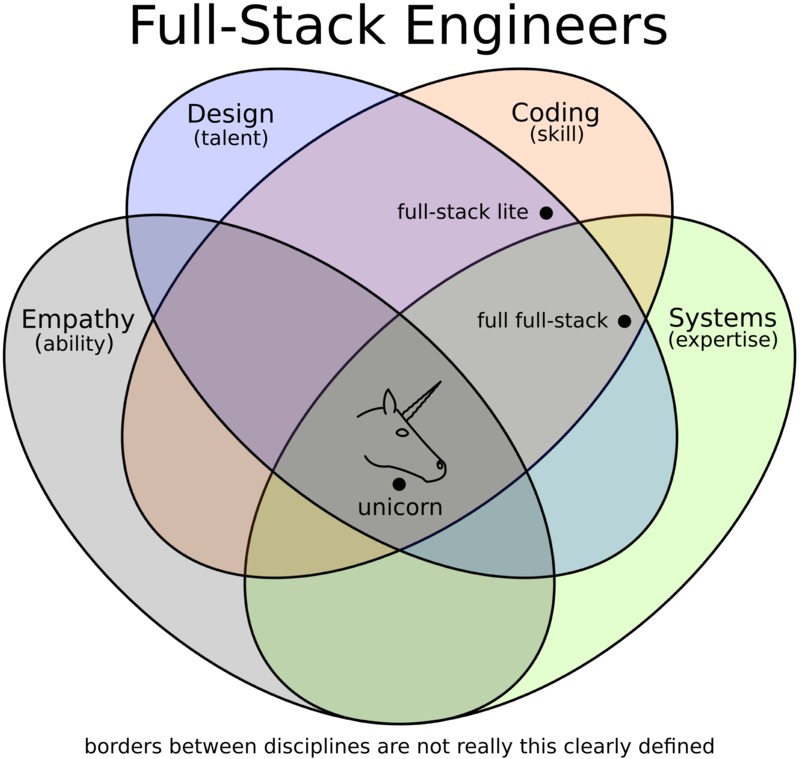 Full-Stack Engineers
Design
(talent)
Coding
(skill)
full-stack lite
Empathy
(ability)
full full-stack
Systems
(expertise)
unicorn
borders between disciplines are not really this clearly defined